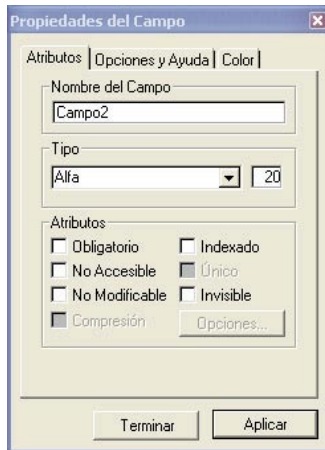 Propiedades del Campo
Atributos Opciones y Ayuda Color
Nombre del Campo
Campo2
Tipo
Alfa 20
Atributos
Obligatorio Indexado
No Accesible Único
No Modificable Invisible
Compresión Opciones...
Terminar Aplicar